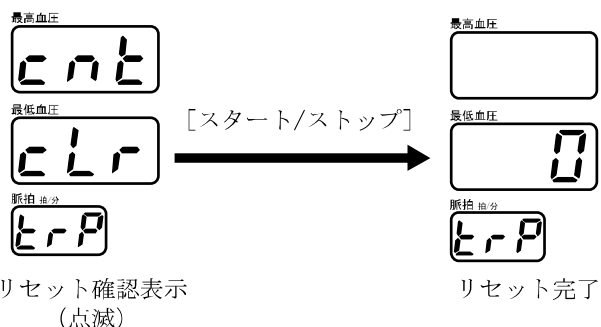 最高血圧
cnt
最低血圧
cLr
脈拍 拍/分
trP
リセット確認表示
(点滅)
[スタート/ストップ]
最高血圧
最低血圧
0
脈拍 拍/分
trP
リセット完了